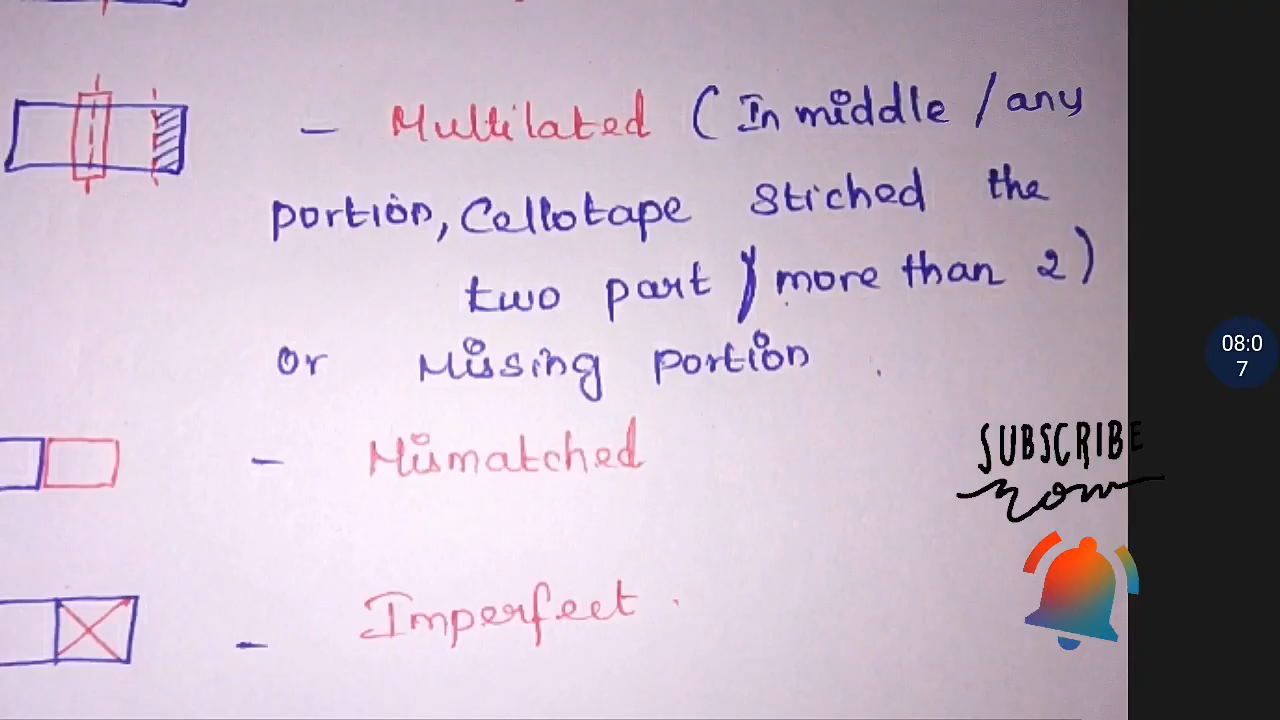 - Multilated (In middle / any
portion, Cellotape stiched the
two part / more than 2)
or Missing portion.
- Mismatched
- Imperfect.
SUBSCRIBE
now
08:0
7